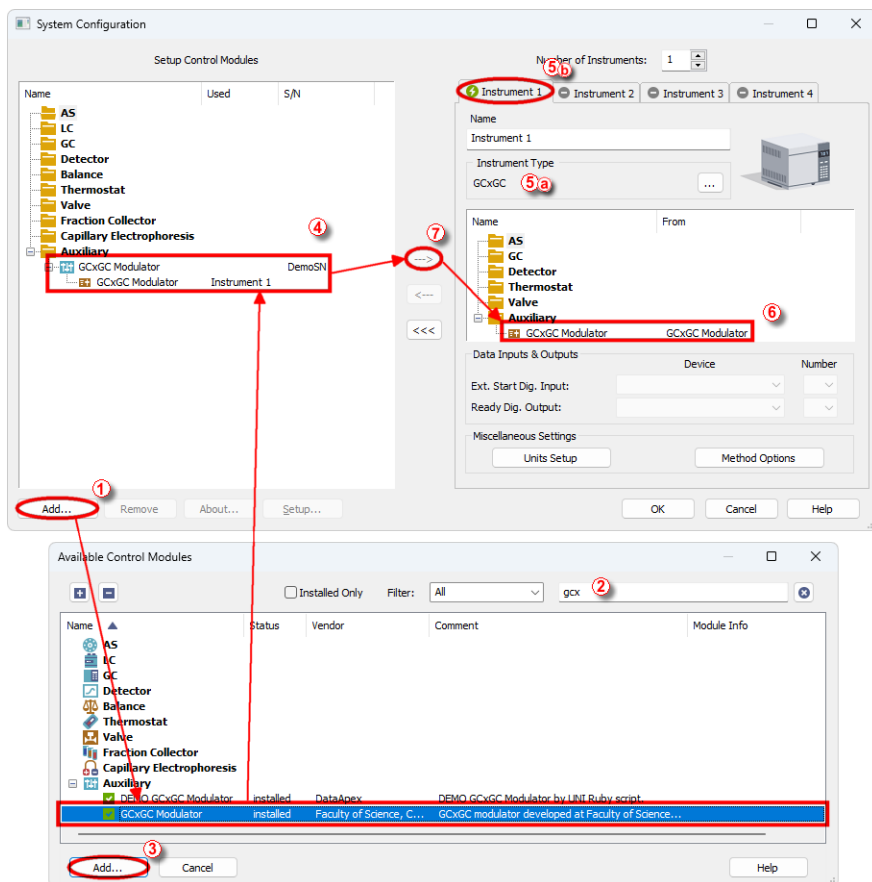 System Configuration
Setup Control Modules
Number of Instruments: 1
5b
Name Used S/N
AS
LC
GC
Detector
Balance
Thermostat
Valve
Fraction Collector
Capillary Electrophoresis
Auxiliary
GCxGC Modulator DemoSN
GCxGC Modulator Instrument 1
4
7
--->
<---
<<<
Instrument 1 Instrument 2 Instrument 3 Instrument 4
Name
Instrument 1
Instrument Type
GCxGC 5a ...
Name From
AS
GC
Detector
Thermostat
Valve
Auxiliary
6
GCxGC Modulator GCxGC Modulator
Data Inputs & Outputs
Device Number
Ext. Start Dig. Input:
Ready Dig. Output:
Miscellaneous Settings
Units Setup Method Options
1
Add... Remove About... Setup...
OK Cancel Help
Available Control Modules
Installed Only Filter: All gcx 2
Name Status Vendor Comment Module Info
AS
LC
GC
Detector
Balance
Thermostat
Valve
Fraction Collector
Capillary Electrophoresis
Auxiliary
DEMO GCxGC Modulator installed DataApex DEMO GCxGC Modulator by UNI Ruby script.
GCxGC Modulator installed Faculty of Science, C... GCxGC modulator developed at Faculty of Science...
3
Add... Cancel Help